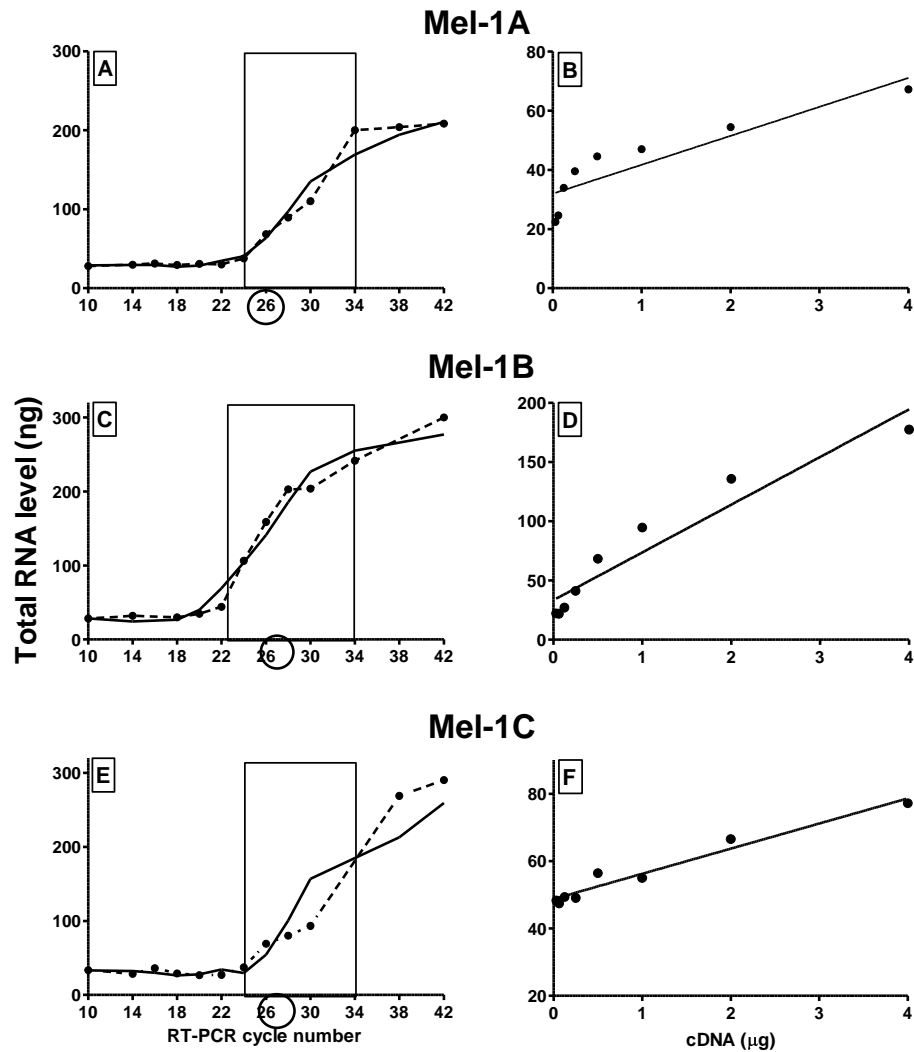 Mel-1A
A
300
200
100
0
10 14 18 22 26 30 34 38 42
B
80
60
40
20
0
0 1 2 3 4
Mel-1B
Total RNA level (ng)
C
300
200
100
0
10 14 18 22 26 30 34 38 42
D
200
150
100
50
0
0 1 2 3 4
Mel-1C
E
300
200
100
0
10 14 18 22 26 30 34 38 42
RT-PCR cycle number
F
80
60
40
20
0 1 2 3 4
cDNA (μg)